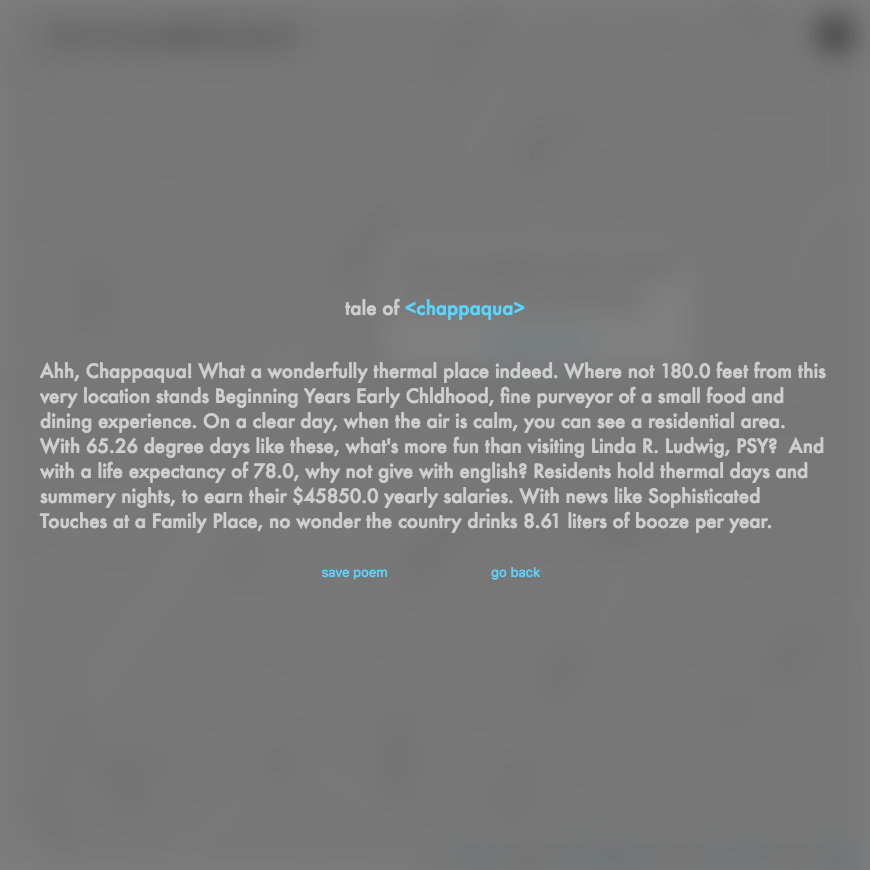 tale of <chappaqua>
Ahh, Chappaqua! What a wonderfully thermal place indeed. Where not 180.0 feet from this
very location stands Beginning Years Early Chldhood, fine purveyor of a small food and
dining experience. On a clear day, when the air is calm, you can see a residential area.
With 65.26 degree days like these, what's more fun than visiting Linda R. Ludwig, PSY?  And
with a life expectancy of 78.0, why not give with english? Residents hold thermal days and
summery nights, to earn their $45850.0 yearly salaries. With news like Sophisticated
Touches at a Family Place, no wonder the country drinks 8.61 liters of booze per year.
save poem go back